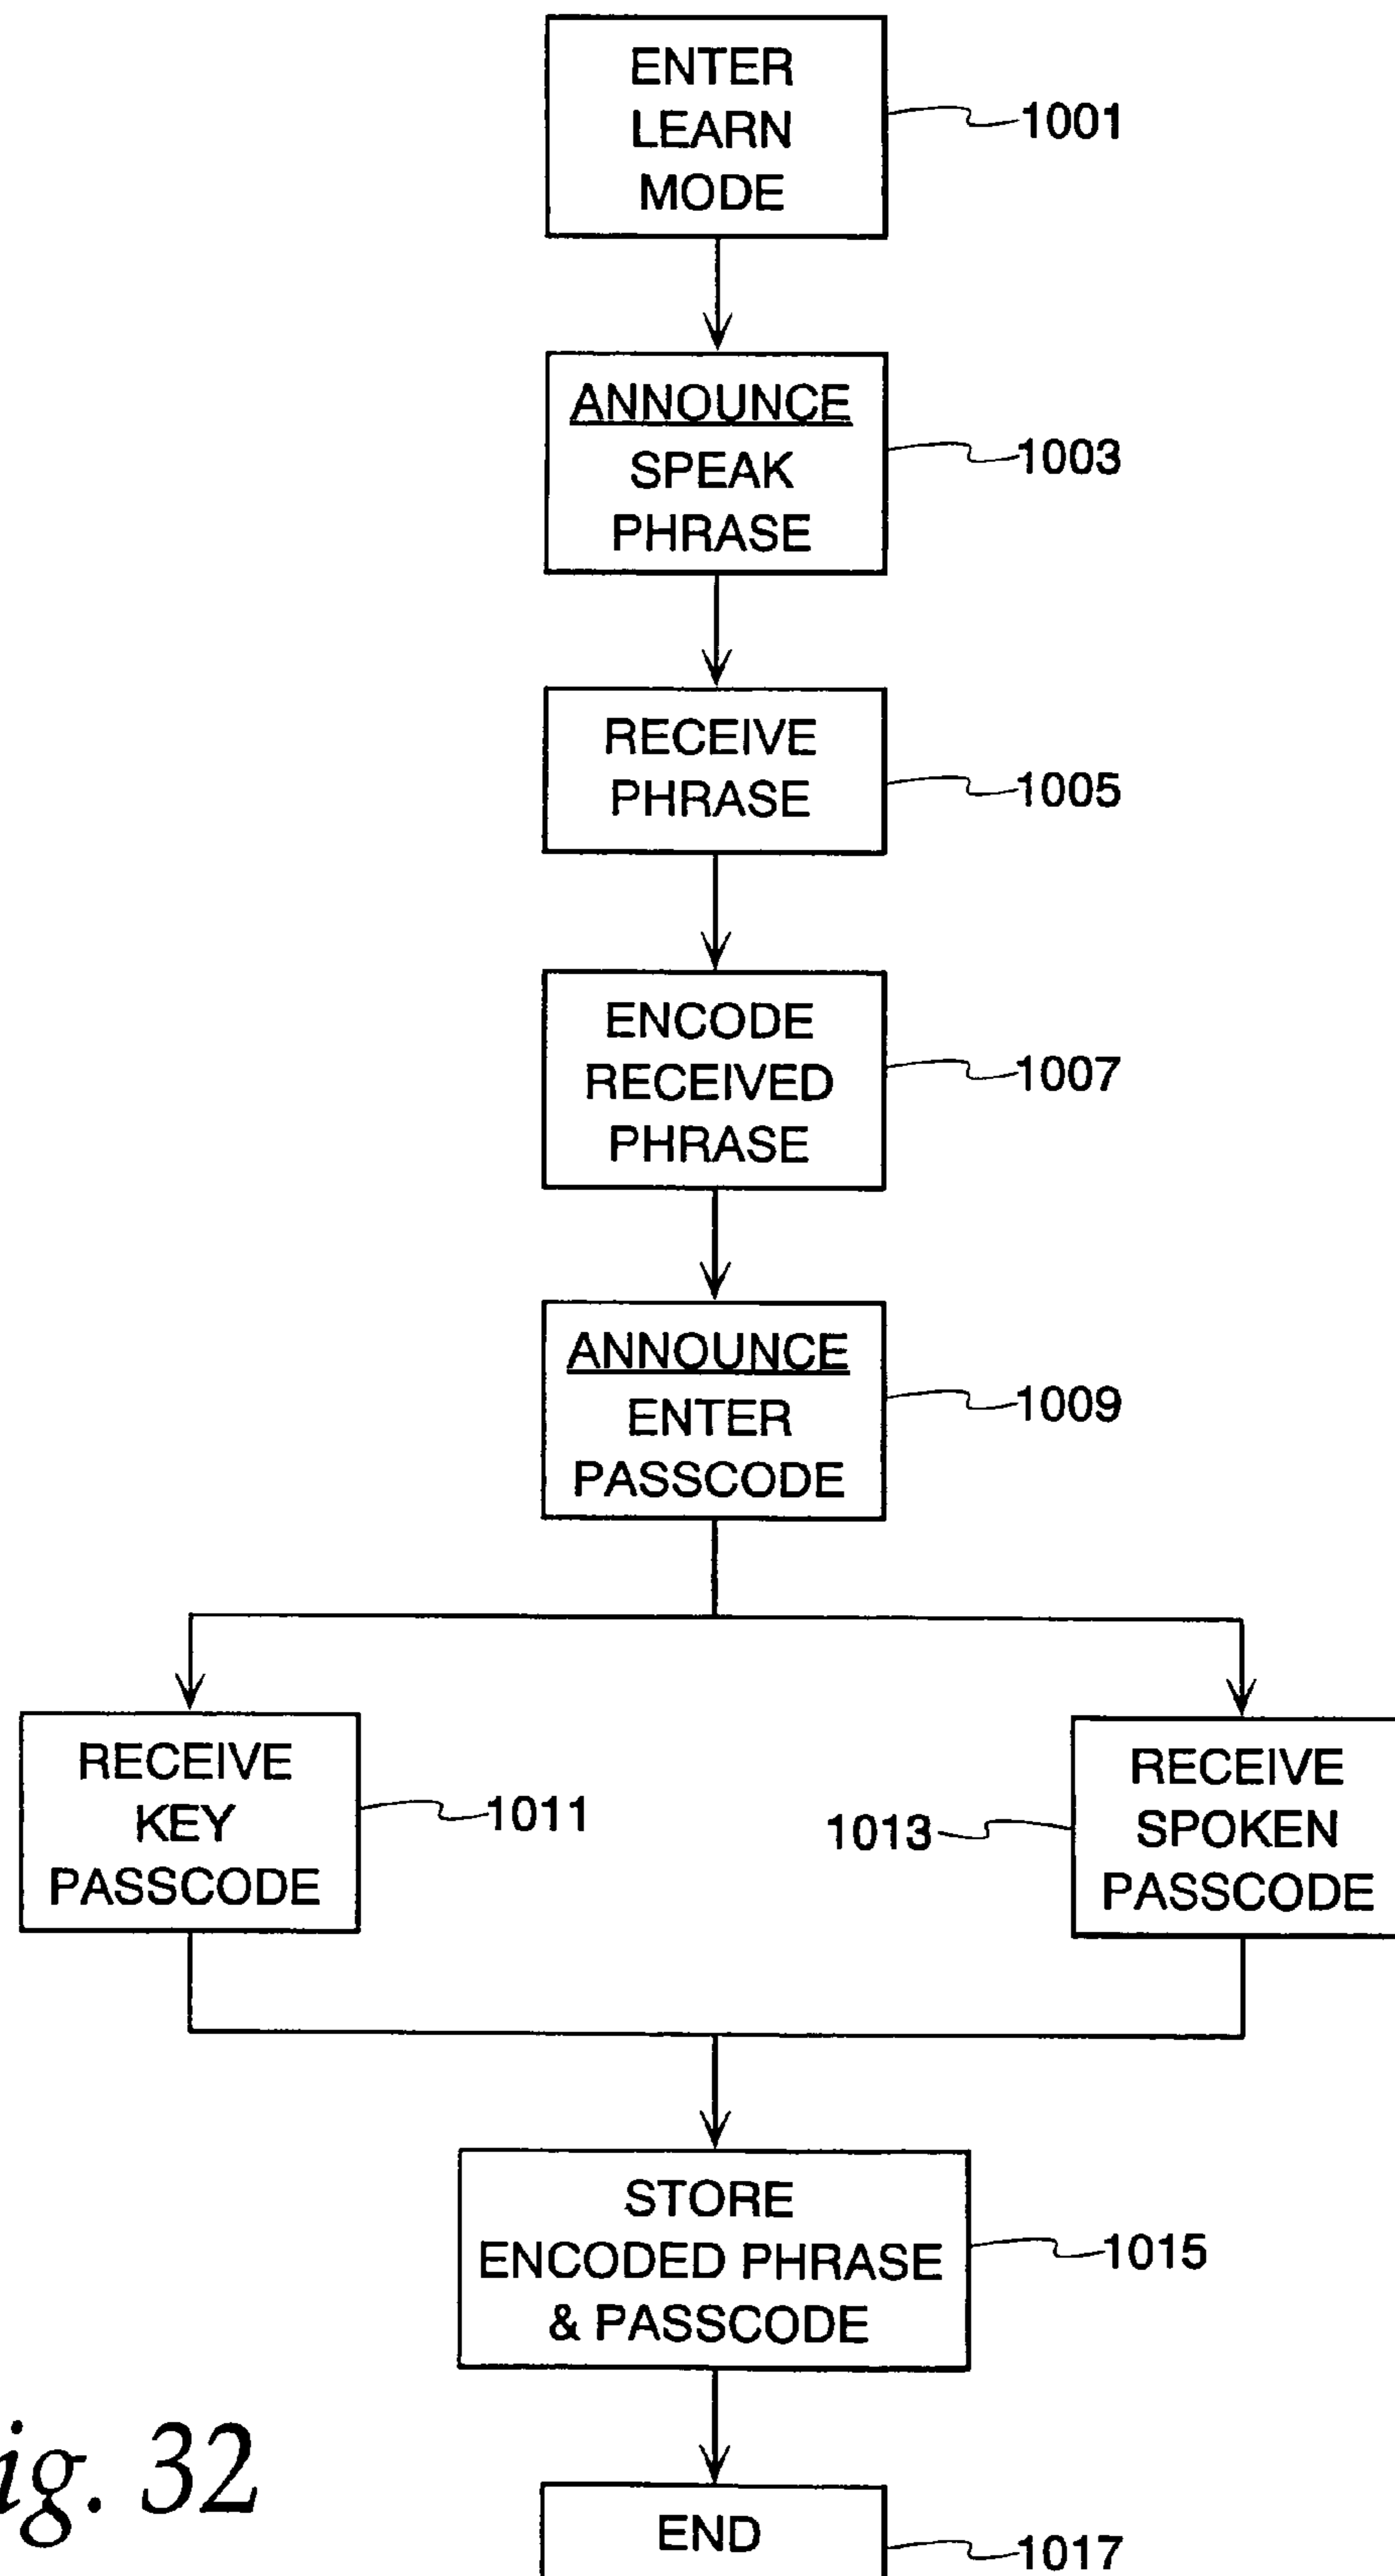 ENTER
LEARN
MODE
1001
ANNOUNCE
SPEAK
PHRASE
1003
RECEIVE
PHRASE
1005
ENCODE
RECEIVED
PHRASE
1007
ANNOUNCE
ENTER
PASSCODE
1009
RECEIVE
KEY
PASSCODE
1011
1013
RECEIVE
SPOKEN
PASSCODE
STORE
ENCODED PHRASE
& PASSCODE
1015
ig. 32
END
1017